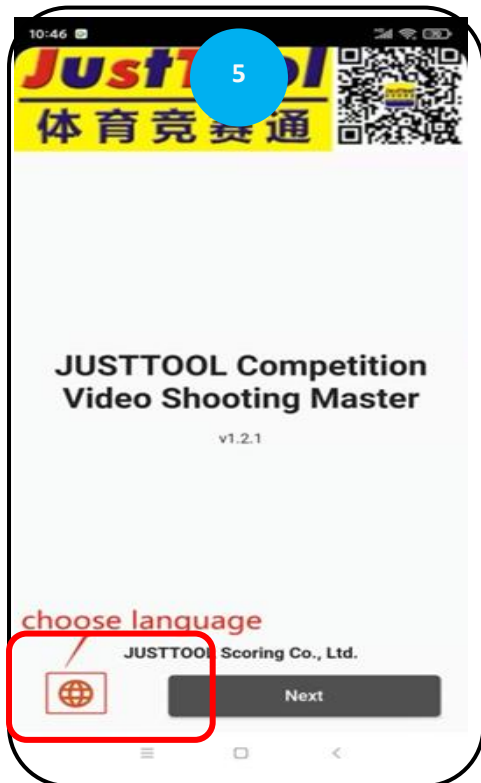 10:46
5
JustTool
体育竞赛通
JUSTTOOL Competition
Video Shooting Master
v1.2.1
choose language
JUSTTOOL Scoring Co., Ltd.
Next